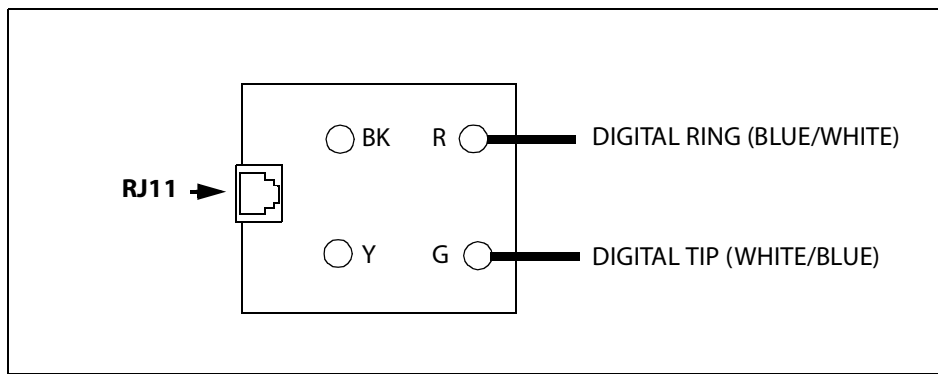 BK R DIGITAL RING (BLUE/WHITE)
RJ11
Y G DIGITAL TIP (WHITE/BLUE)